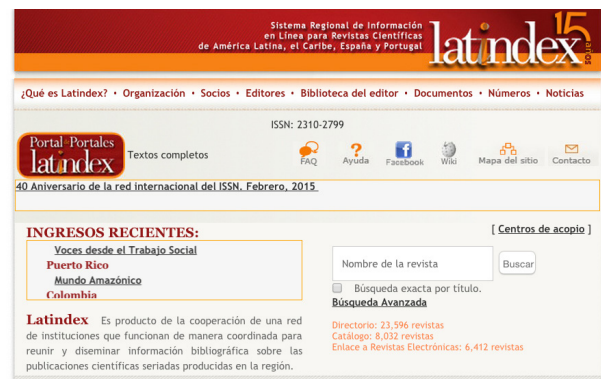 Sistema Regional de Información
en Línea para Revistas Científicas
de América Latina, el Caribe, España y Portugal
latindex
15 años
¿Qué es Latindex? • Organización • Socios • Editores • Biblioteca del editor • Documentos • Números • Noticias
ISSN: 2310-2799
Portal de Portales
latindex
Textos completos
FAQ
Ayuda
Facebook
Wiki
Mapa del sitio
Contacto
40 Aniversario de la red internacional del ISSN. Febrero, 2015
INGRESOS RECIENTES:
Voces desde el Trabajo Social
Puerto Rico
Mundo Amazónico
Colombia
[ Centros de acopio ]
Nombre de la revista
Buscar
Búsqueda exacta por título.
Búsqueda Avanzada
Directorio: 23,596 revistas
Catálogo: 8,032 revistas
Enlace a Revistas Electrónicas: 6,412 revistas
Latindex Es producto de la cooperación de una red
de instituciones que funcionan de manera coordinada para
reunir y diseminar información bibliográfica sobre las
publicaciones científicas seriadas producidas en la región.